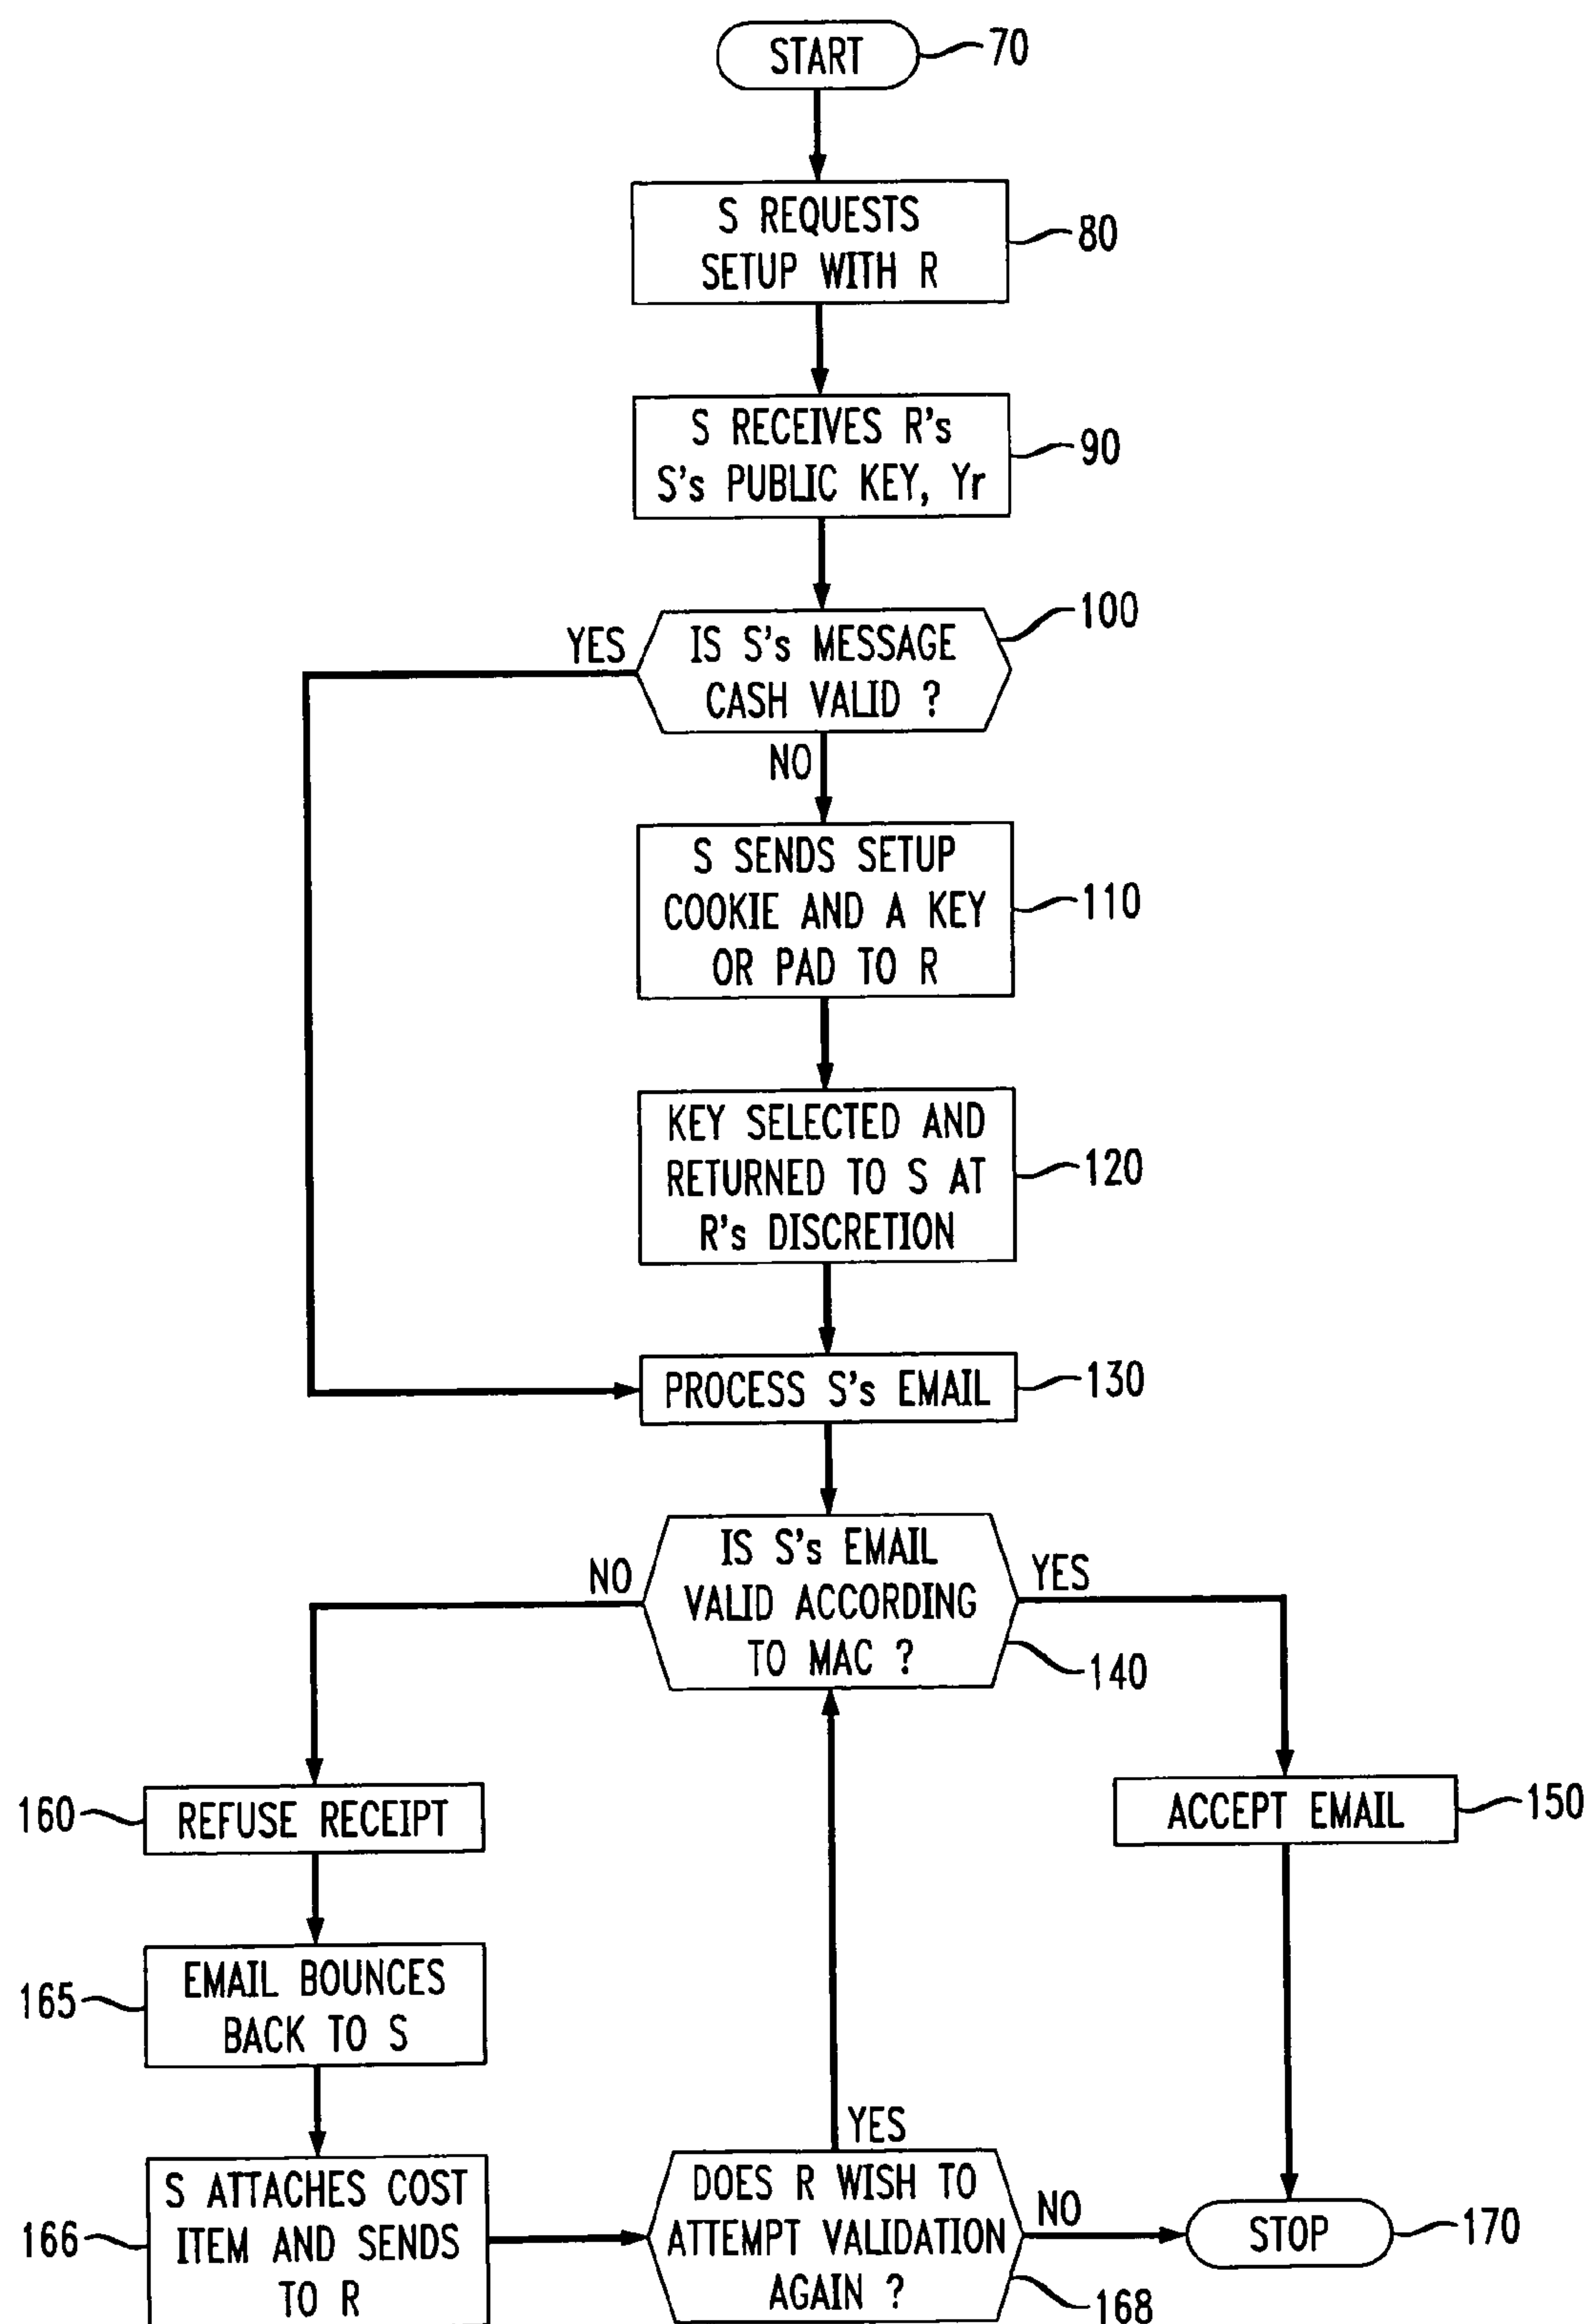 START
70
S REQUESTS
SETUP WITH R
80
S RECEIVES R's
S's PUBLIC KEY, Yr
90
IS S's MESSAGE
CASH VALID ?
100
YES
NO
S SENDS SETUP
COOKIE AND A KEY
OR PAD TO R
110
KEY SELECTED AND
RETURNED TO S AT
R's DISCRETION
120
PROCESS S's EMAIL
130
IS S's EMAIL
VALID ACCORDING
TO MAC ?
140
NO
YES
160
REFUSE RECEIPT
ACCEPT EMAIL
150
165
EMAIL BOUNCES
BACK TO S
166
S ATTACHES COST
ITEM AND SENDS
TO R
YES
DOES R WISH TO
ATTEMPT VALIDATION
AGAIN ?
168
NO
STOP
170